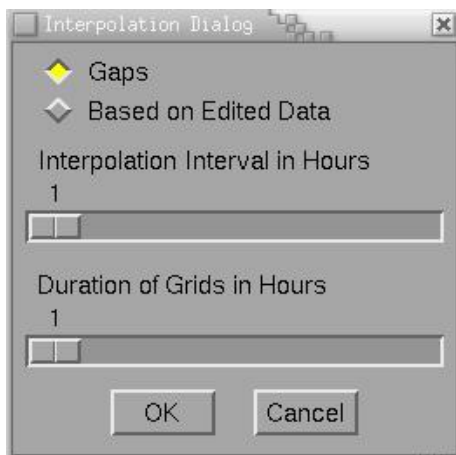 Interpolation Dialog
Gaps
Based on Edited Data
Interpolation Interval in Hours
1
Duration of Grids in Hours
1
OK Cancel